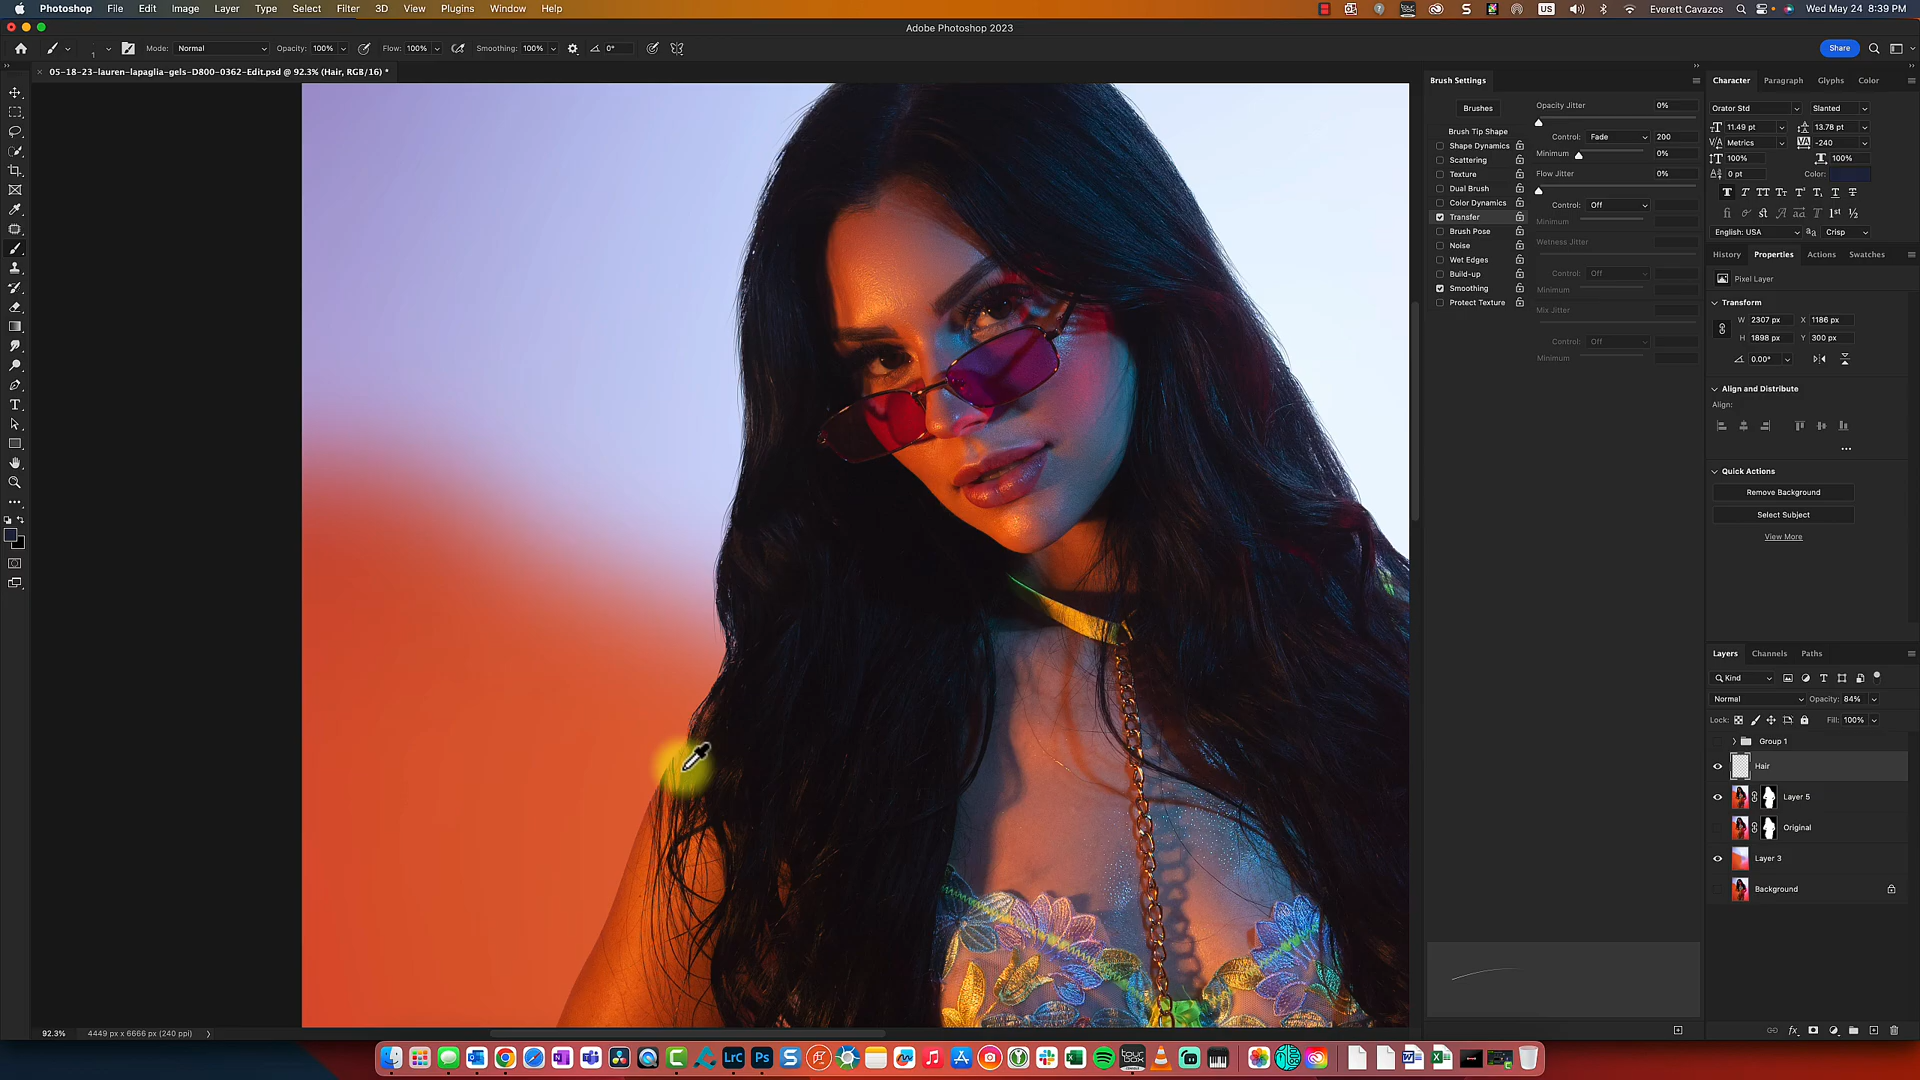 Photoshop File Edit Image Layer Type Select Filter 3D View Plugins Window Help
US Everett Cavazos Wed May 24 8:39 PM
Adobe Photoshop 2023
1 Mode: Normal Opacity: 100% Flow: 100% Smoothing: 100% 0° Share
05-18-23-lauren-lapaglia-gels-D800-0362-Edit.psd @ 92.3% (Hair, RGB/16) *
Brush Settings
Brushes
Brush Tip Shape
Shape Dynamics
Scattering
Texture
Dual Brush
Color Dynamics
Transfer
Brush Pose
Noise
Wet Edges
Build-up
Smoothing
Protect Texture
Opacity Jitter 0%
Control: Fade 200
Minimum 0%
Flow Jitter 0%
Control: Off
Minimum
Wetness Jitter
Control: Off
Minimum
Mix Jitter
Control: Off
Minimum
Character Paragraph Glyphs Color
Orator Std Slanted
11.49 pt 13.78 pt
Metrics -240
100% 100%
0 pt Color:
English: USA Crisp
History Properties Actions Swatches
Pixel Layer
Transform
W 2307 px X 1186 px
H 1898 px Y 300 px
0.00°
Align and Distribute
Align:
Quick Actions
Remove Background
Select Subject
View More
Layers Channels Paths
Kind
Normal Opacity: 84%
Lock: Fill: 100%
Group 1
Hair
Layer 5
Original
Layer 3
Background
92.3% 4449 px x 6666 px (240 ppi)
LrC Ps